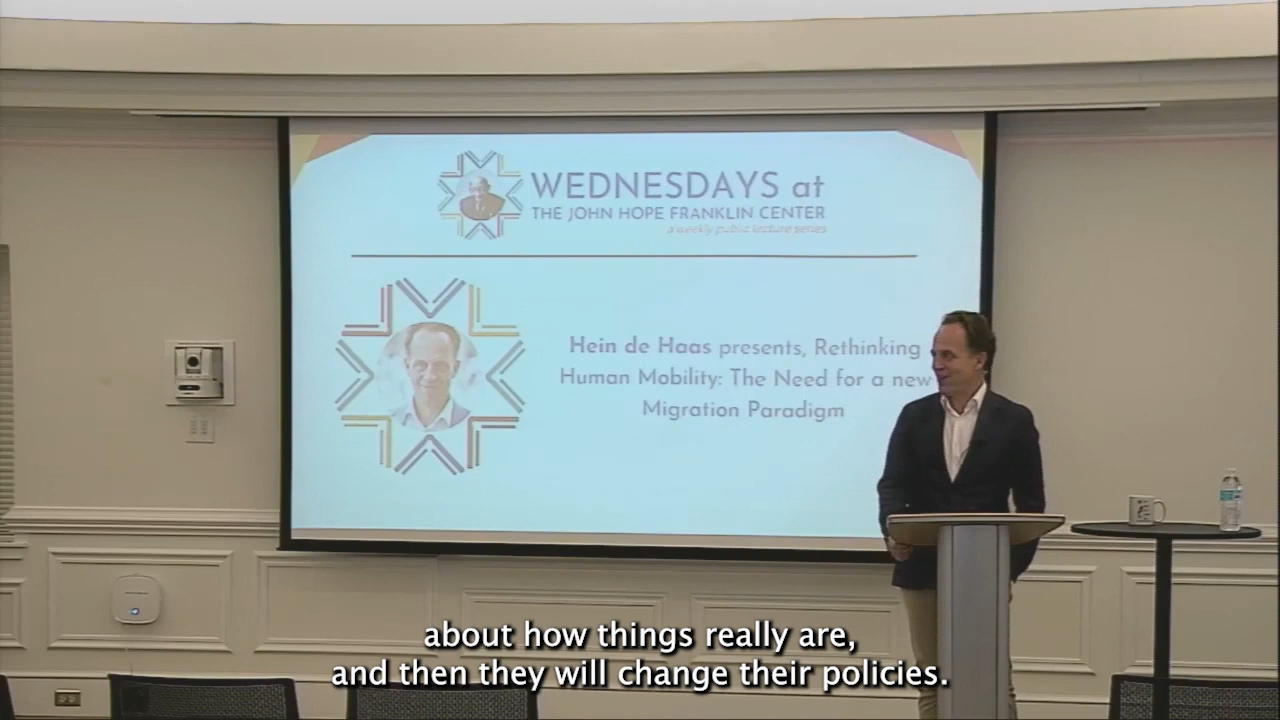 WEDNESDAYS at
THE JOHN HOPE FRANKLIN CENTER
a weekly public lecture series
Hein de Haas presents, Rethinking
Human Mobility: The Need for a new
Migration Paradigm
about how things really are,
and then they will change their policies.